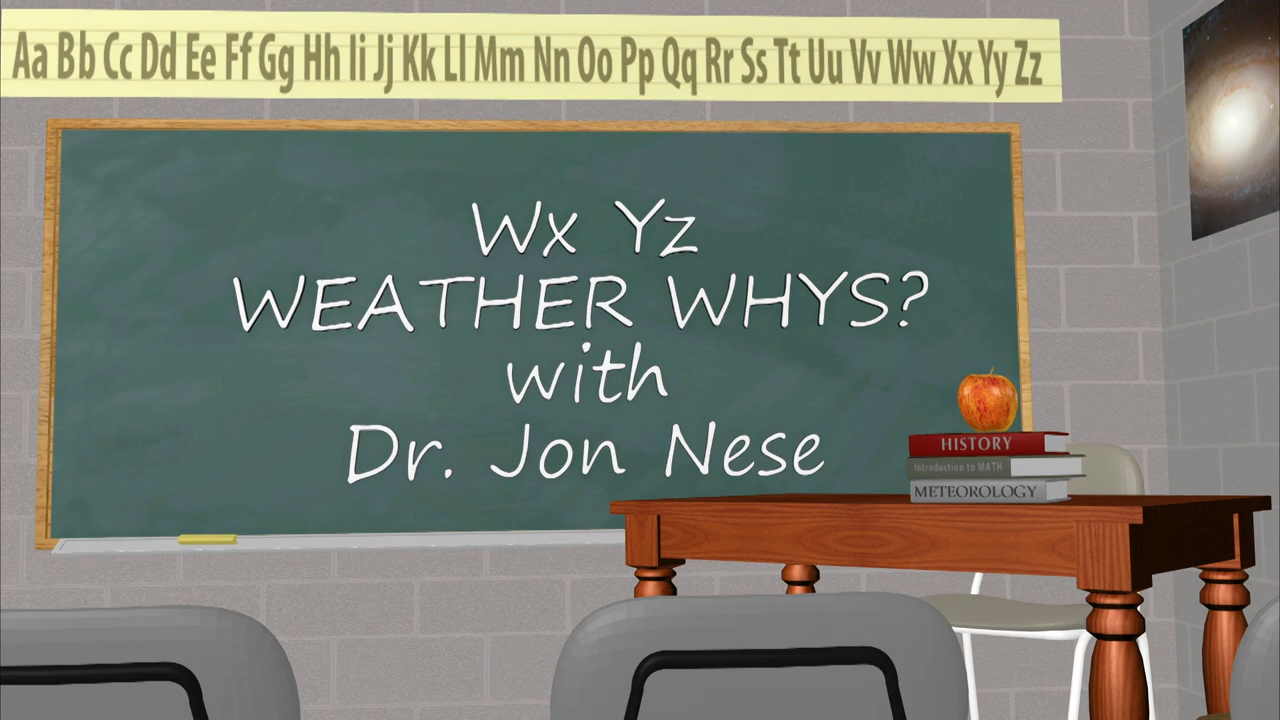 Aa Bb Cc Dd Ee Ff Gg Hh Ii Jj Kk Ll Mm Nn Oo Pp Qq Rr Ss Tt Uu Vv Ww Xx Yy Zz
Wx Yz
WEATHER WHYS?
with
Dr. Jon Nese
HISTORY
Introduction to MATH
METEOROLOGY